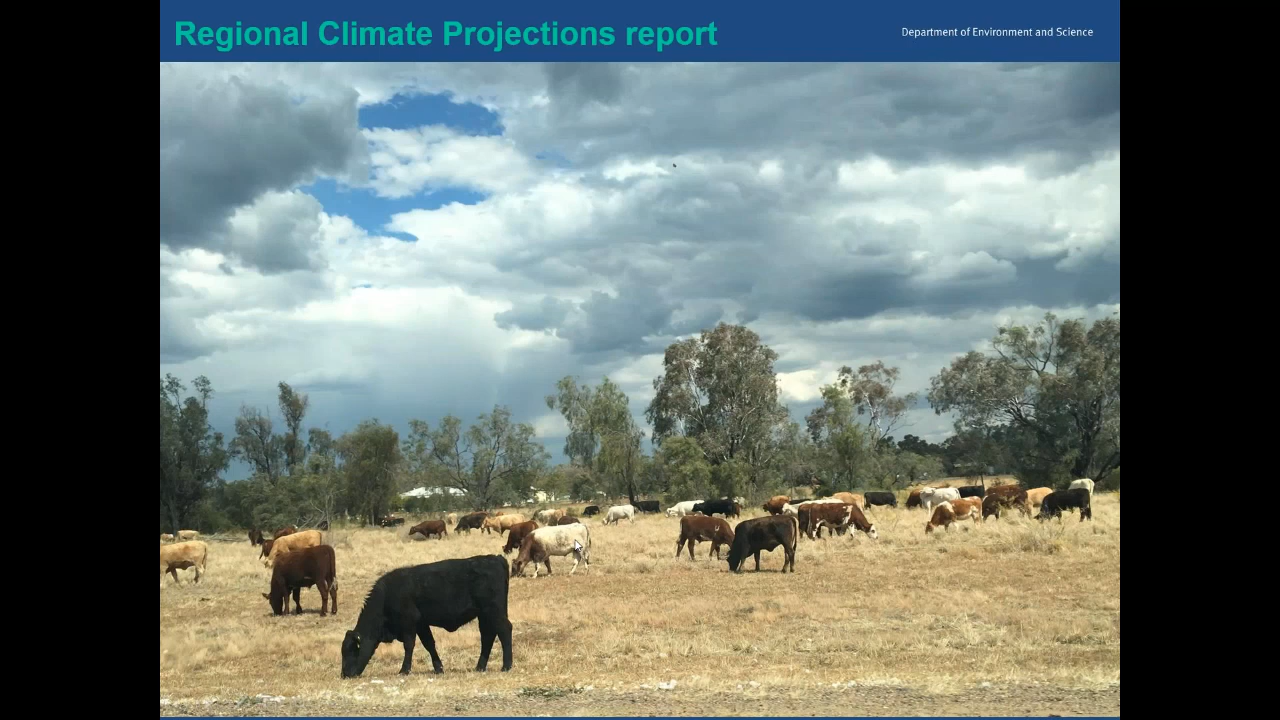 Regional Climate Projections report
Department of Environment and Science